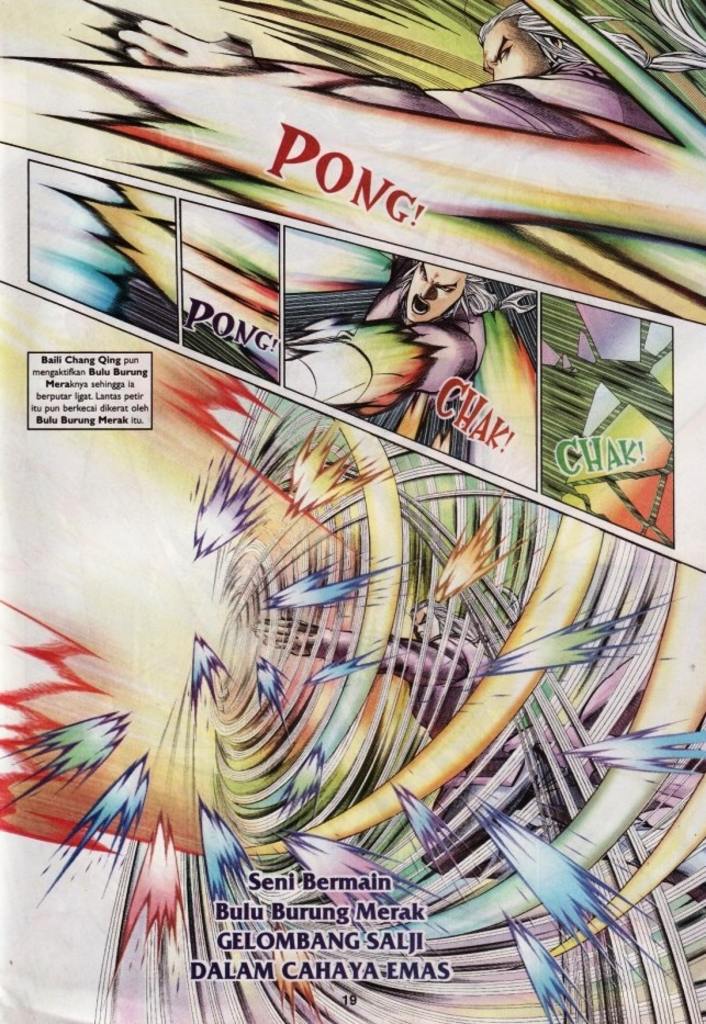 PONG!
PONG!
CHAK!
CHAK!
Baili Chang Qing pun
mengaktifkan Bulu Burung
Meraknya sehingga ia
berputar ligat. Lantas petir
itu pun berkecai dikerat oleh
Bulu Burung Merak itu.
Seni Bermain
Bulu Burung Merak
GELOMBANG SALJI
DALAM CAHAYA EMAS
19